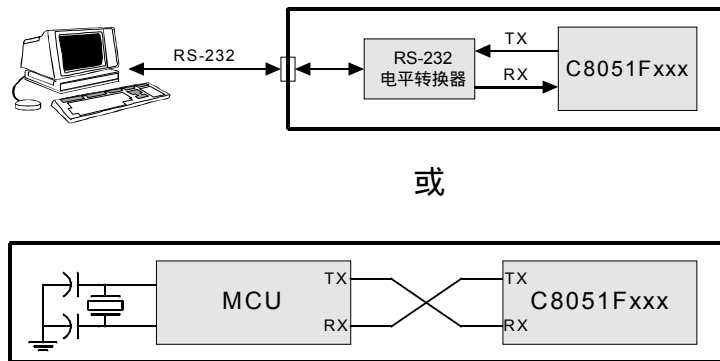 RS-232
RS-232
电平转换器
TX
RX
C8051Fxxx
或
MCU
TX
RX
TX
RX
C8051Fxxx